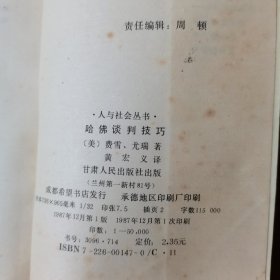 责任编辑：周 顿
·人与社会丛书·
哈佛谈判技巧
（美）费雪、尤瑞 著
黄宏义 译
甘肃人民出版社出版
（兰州第一新村81号）
成都希望书店发行 承德地区印刷厂印刷
开本787×905毫米 1/32 印张7.5 插页2 字数115,000
1987年12月第1版 1987年12月第1次印刷
印数：1—50,000
书号：3096·714 定价：2.35元
ISBN7-226-00147-0/C·H